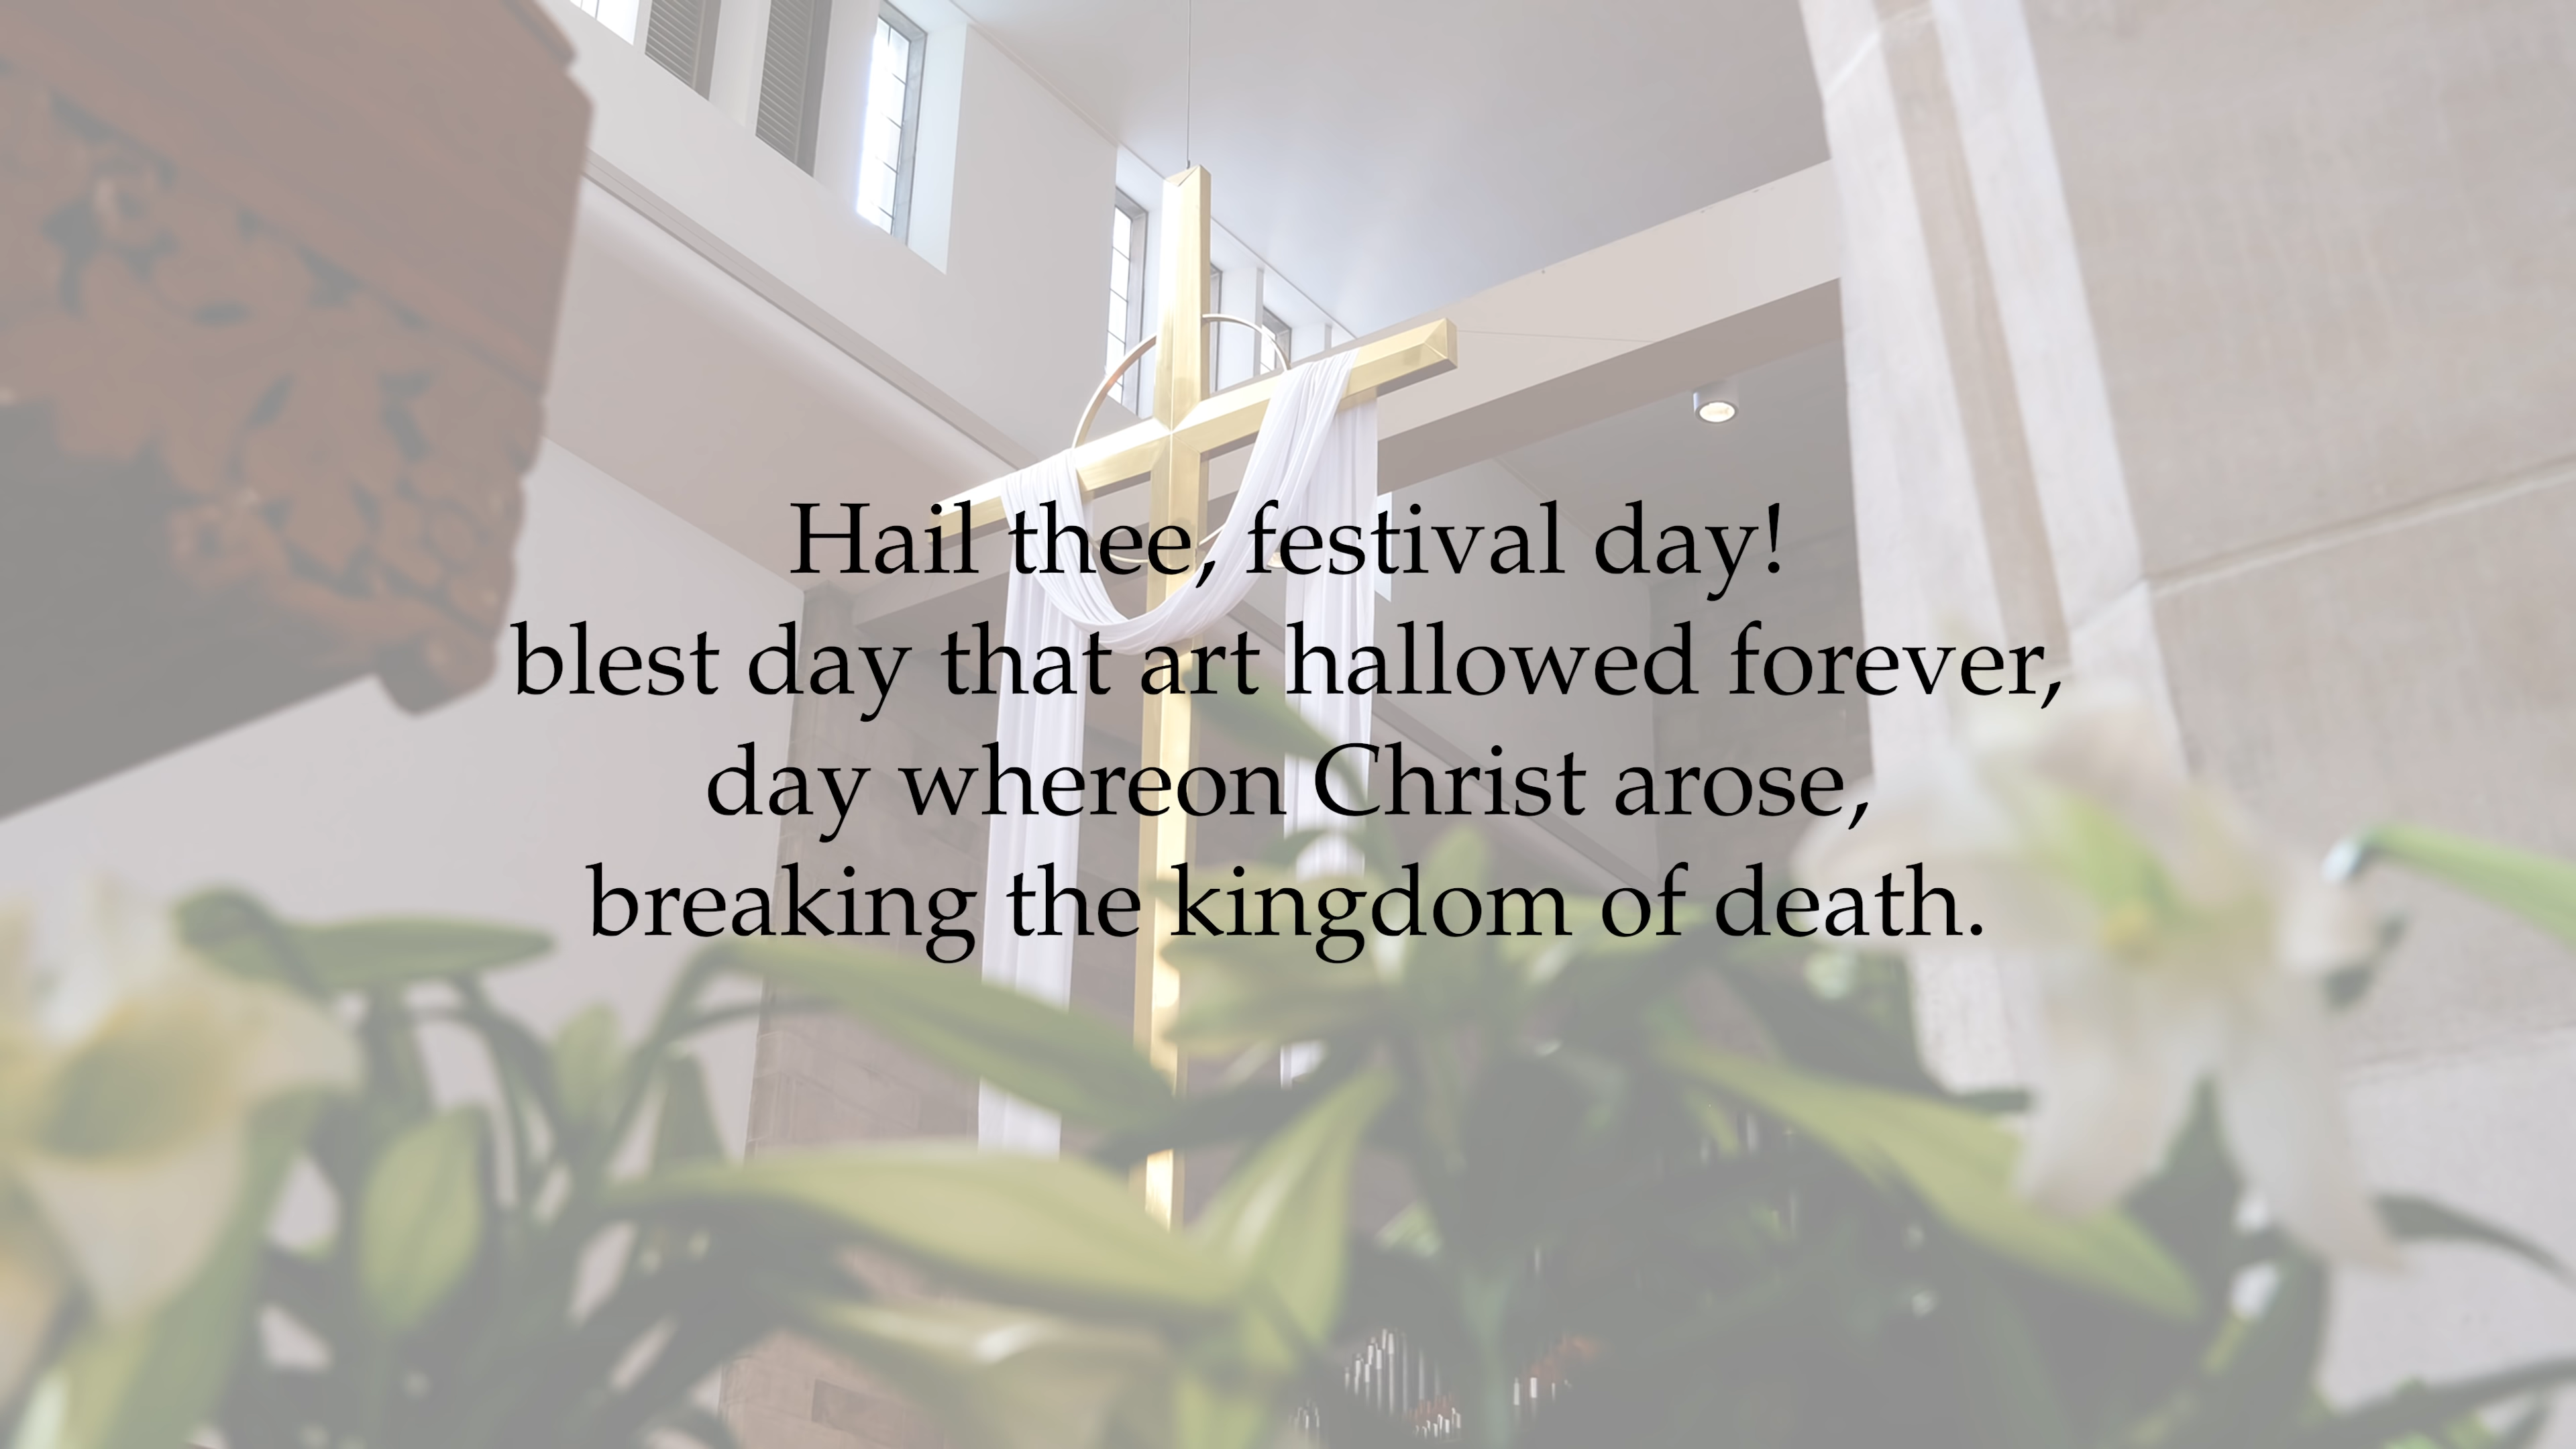 Hail thee, festival day!
blest day that art hallowed forever,
day whereon Christ arose,
breaking the kingdom of death.